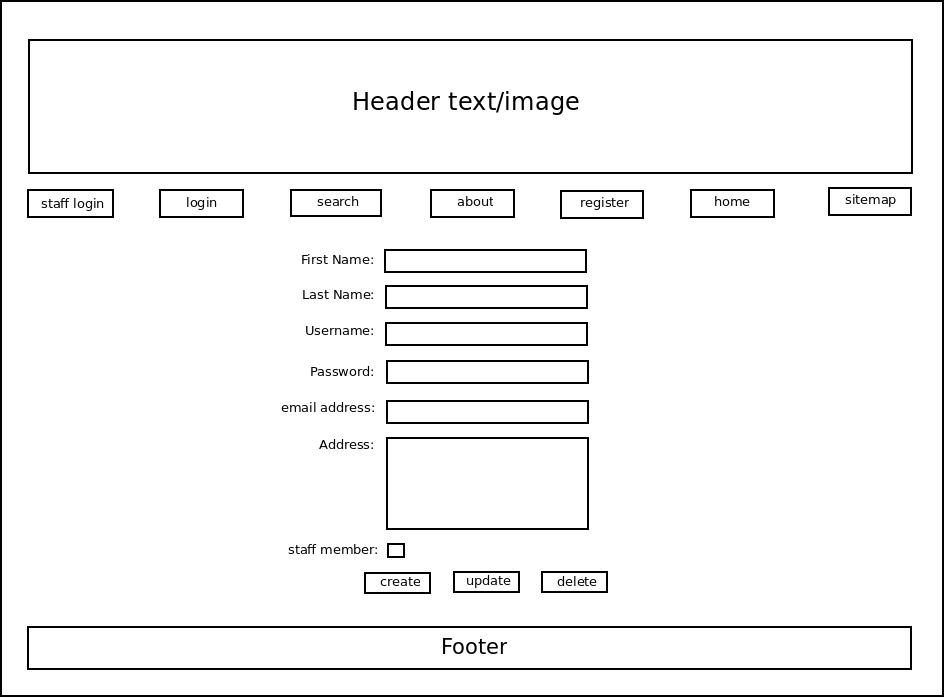 Header text/image
staff login
login
search
about
register
home
sitemap
First Name:
Last Name:
Username:
Password:
email address:
Address:
staff member:
create
update
delete
Footer